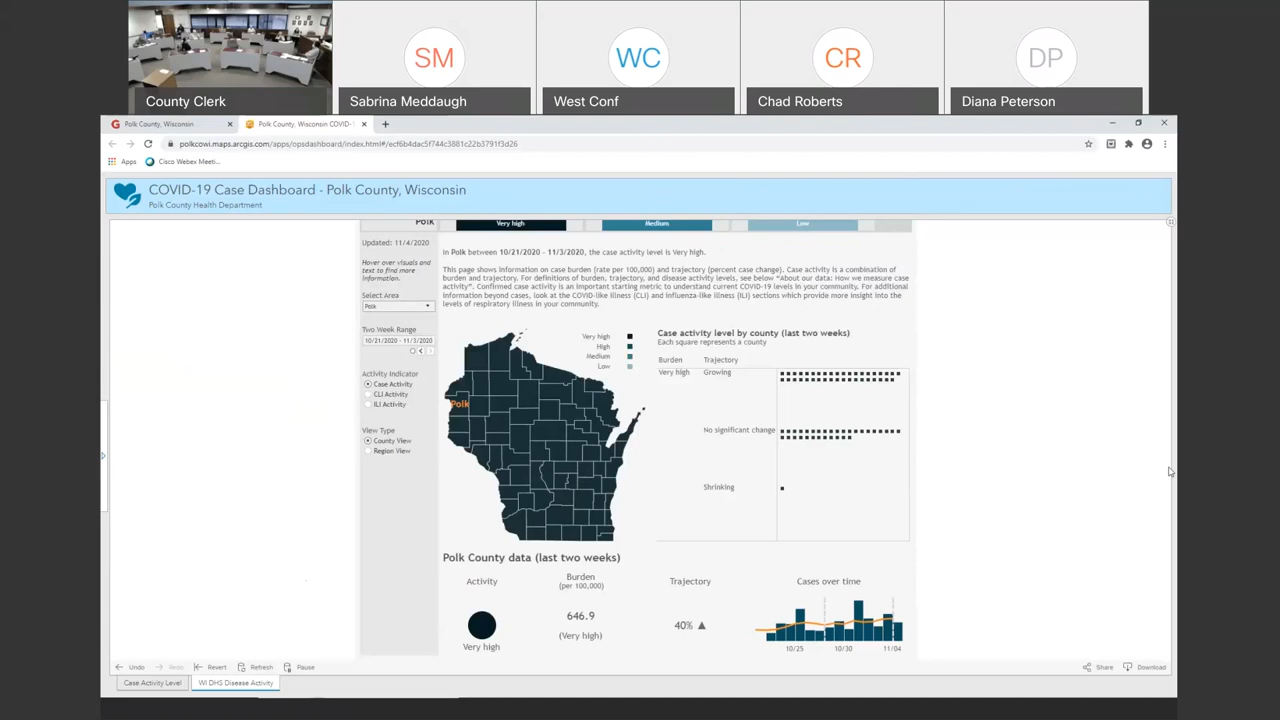 SM
WC
CR
DP
County Clerk
Sabrina Meddaugh
West Conf
Chad Roberts
Diana Peterson
Polk County, Wisconsin
Polk County, Wisconsin COVID-1
polkcowi.maps.arcgis.com/apps/opsdashboard/index.html#/ecf6b4dac5f744c3881c22b3791f3d26
Apps
Cisco Webex Meeti...
COVID-19 Case Dashboard - Polk County, Wisconsin
Polk County Health Department
Polk
Very high
Medium
Low
Updated: 11/4/2020
Hover over visuals and
text to find more
information.
Select Area
Polk
Two Week Range
10/21/2020 - 11/3/2020
Activity Indicator
Case Activity
CLI Activity
ILI Activity
View Type
County View
Region View
In Polk between 10/21/2020 - 11/3/2020, the case activity level is Very high.
This page shows information on case burden (rate per 100,000) and trajectory (percent case change). Case activity is a combination of
burden and trajectory. For definitions of burden, trajectory, and disease activity levels, see below "About our data: How we measure case
activity". Confirmed case activity is an important starting metric to understand current COVID-19 levels in your community. For additional
information beyond cases, look at the COVID-like illness (CLI) and influenza-like illness (ILI) sections which provide more insight into the
levels of respiratory illness in your community.
Very high
High
Medium
Low
Polk
Case activity level by county (last two weeks)
Each square represents a county
Burden
Trajectory
Very high
Growing
No significant change
Shrinking
Polk County data (last two weeks)
Activity
Burden
(per 100,000)
Trajectory
Cases over time
646.9
(Very high)
40% ▲
Very high
10/25
10/30
11/04
Undo
Redo
Revert
Refresh
Pause
Share
Download
Case Activity Level
WI DHS Disease Activity